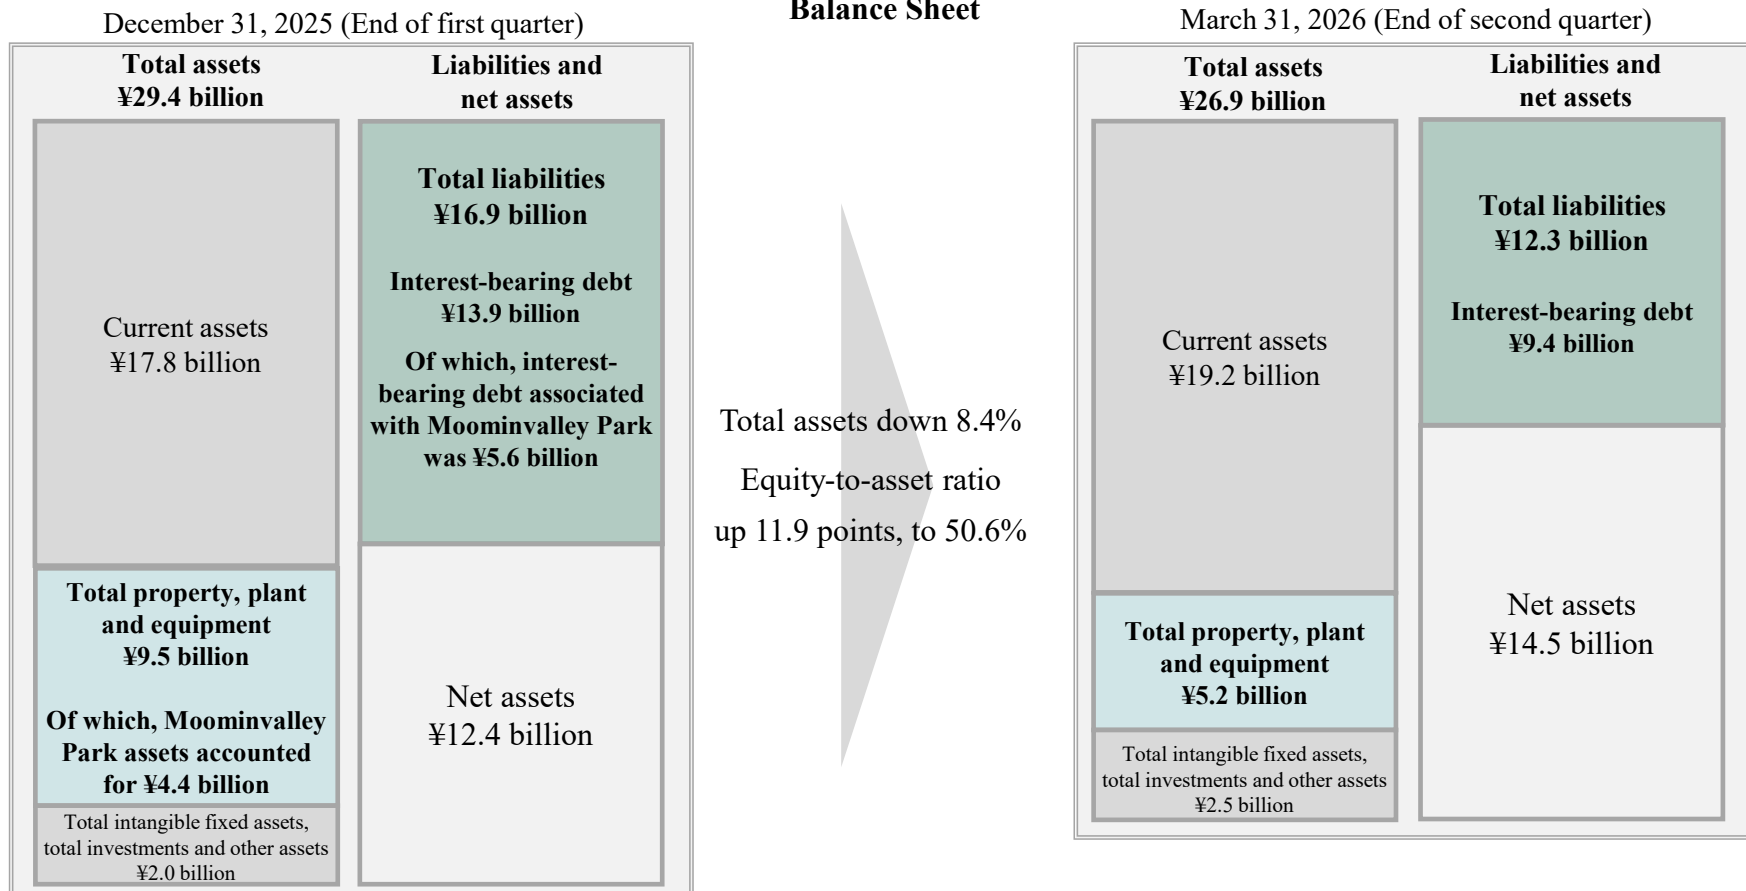 Balance Sheet
December 31, 2025 (End of first quarter)
Total assets
¥29.4 billion
Liabilities and
net assets
Current assets
¥17.8 billion
Total property, plant
and equipment
¥9.5 billion
Of which, Moominvalley
Park assets accounted
for ¥4.4 billion
Total intangible fixed assets,
total investments and other assets
¥2.0 billion
Total liabilities
¥16.9 billion
Interest-bearing debt
¥13.9 billion
Of which, interest-
bearing debt associated
with Moominvalley Park
was ¥5.6 billion
Net assets
¥12.4 billion
Total assets down 8.4%
Equity-to-asset ratio
up 11.9 points, to 50.6%
March 31, 2026 (End of second quarter)
Total assets
¥26.9 billion
Liabilities and
net assets
Current assets
¥19.2 billion
Total property, plant
and equipment
¥5.2 billion
Total intangible fixed assets,
total investments and other assets
¥2.5 billion
Total liabilities
¥12.3 billion
Interest-bearing debt
¥9.4 billion
Net assets
¥14.5 billion